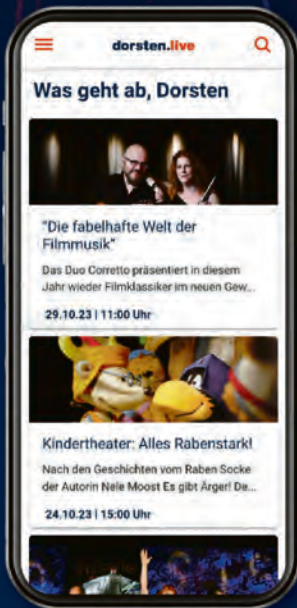 dorsten.live
Was geht ab, Dorsten
"Die fabelhafte Welt der
Filmmusik"
Das Duo Corretto präsentiert in diesem
Jahr wieder Filmklassiker im neuen Gew...
29.10.23 | 11:00 Uhr
Kindertheater: Alles Rabenstark!
Nach den Geschichten vom Raben Socke
der Autorin Nele Moost Es gibt Ärger! De...
24.10.23 | 15:00 Uhr